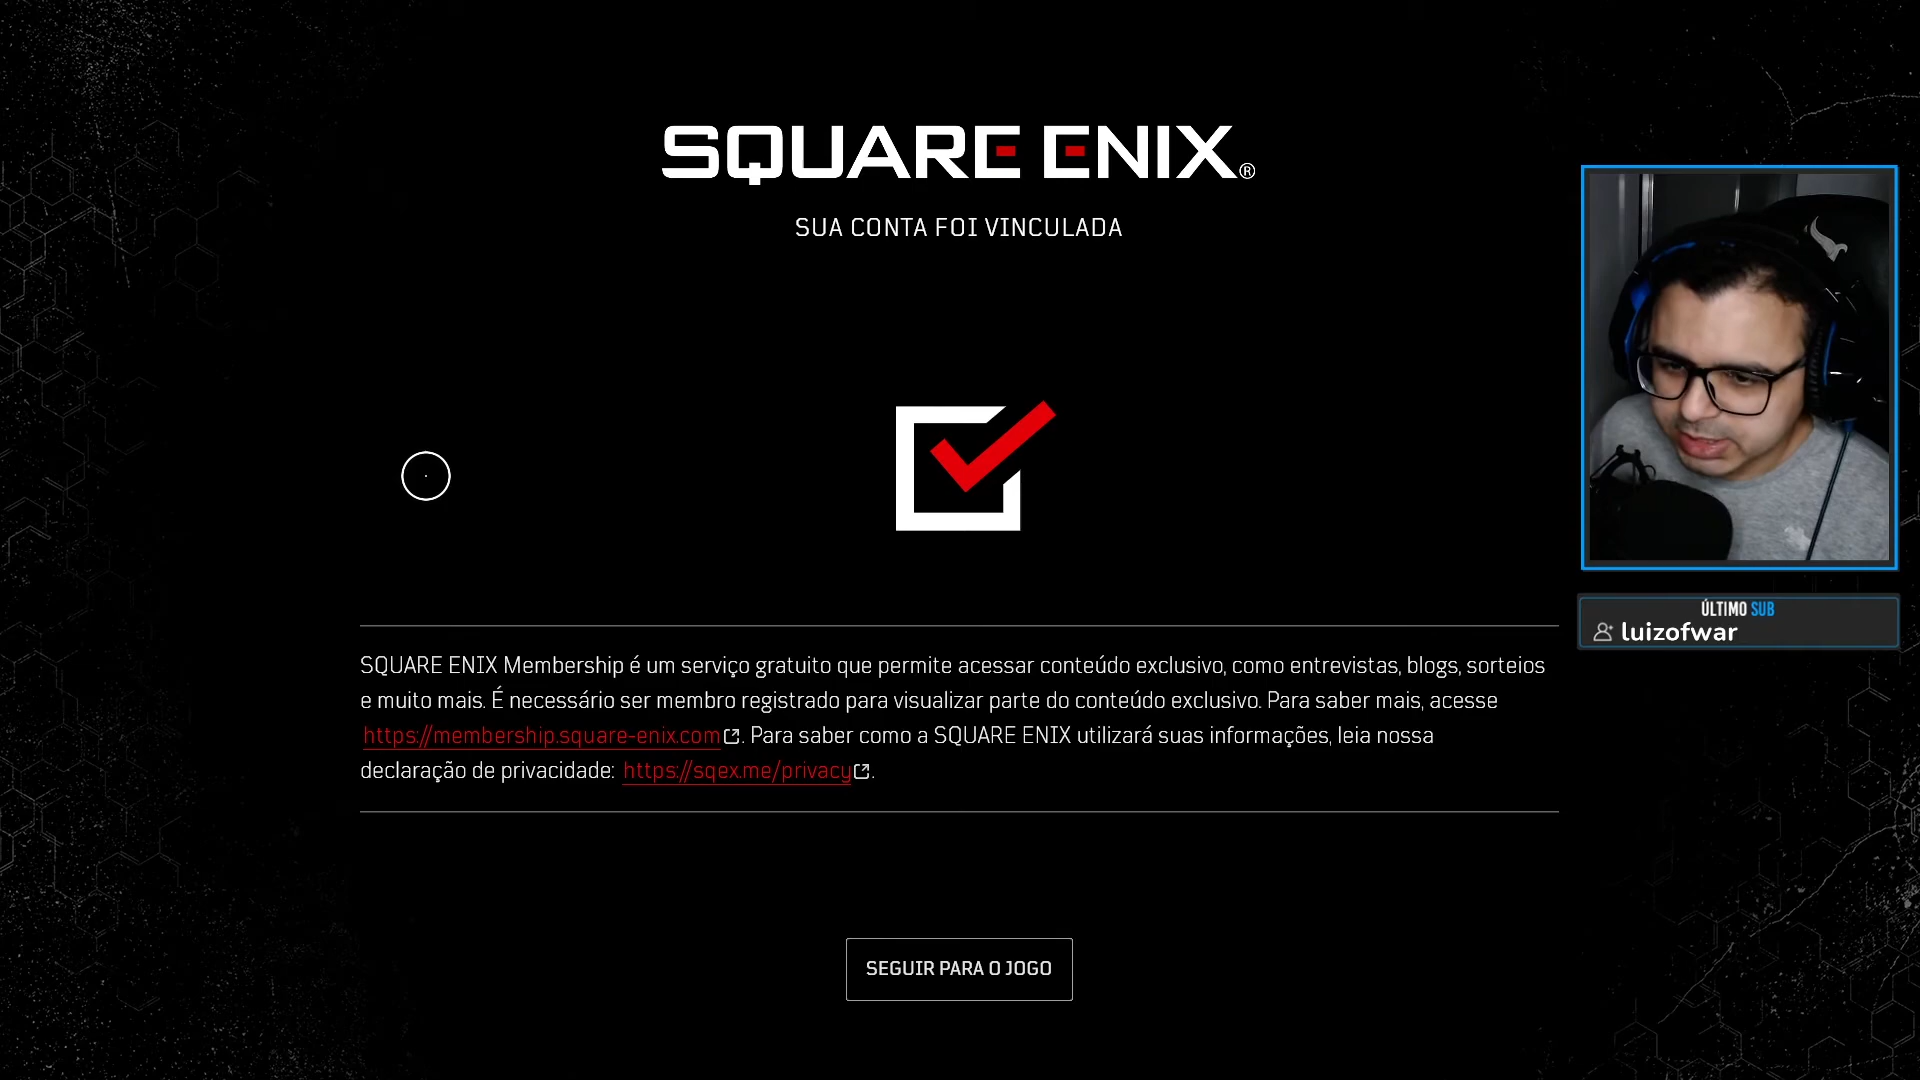 SQUARE ENIX®
SUA CONTA FOI VINCULADA
SQUARE ENIX Membership é um serviço gratuito que permite acessar conteúdo exclusivo, como entrevistas, blogs, sorteios
e muito mais. É necessário ser membro registrado para visualizar parte do conteúdo exclusivo. Para saber mais, acesse
https://membership.square-enix.com. Para saber como a SQUARE ENIX utilizará suas informações, leia nossa
declaração de privacidade: https://sqex.me/privacy.
SEGUIR PARA O JOGO
ÚLTIMO SUB
luizofwar